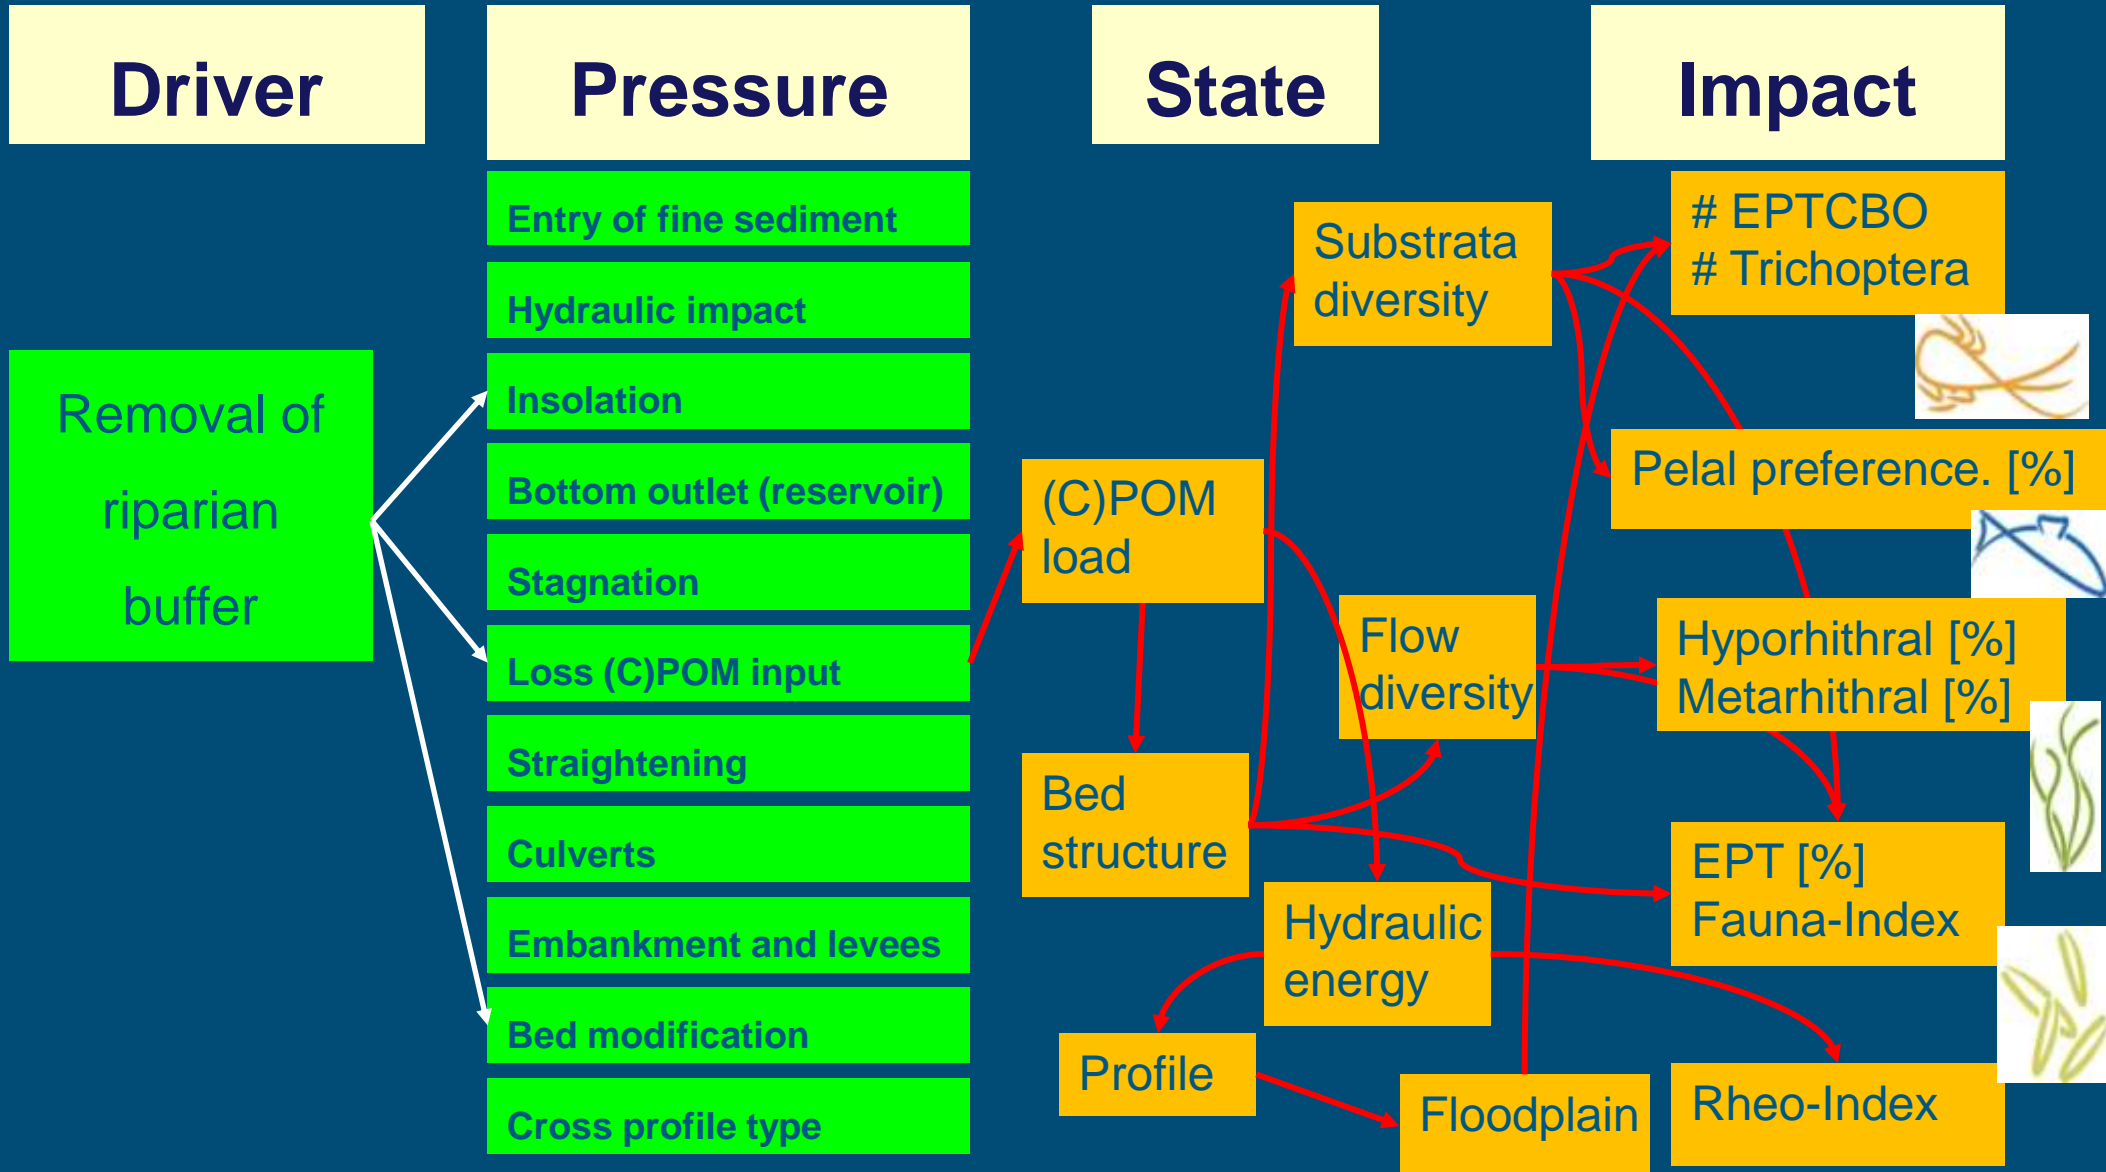 Driver
Pressure
State
Impact
Removal of
riparian
buffer
Entry of fine sediment
Hydraulic impact
Insolation
Bottom outlet (reservoir)
Stagnation
Loss (C)POM input
Straightening
Culverts
Embankment and levees
Bed modification
Cross profile type
(C)POM
load
Bed
structure
Substrata
diversity
Flow
diversity
Hydraulic
energy
Profile
Floodplain
# EPTCBO
# Trichoptera
Pelal preference. [%]
Hyporhithral [%]
Metarhithral [%]
EPT [%]
Fauna-Index
Rheo-Index